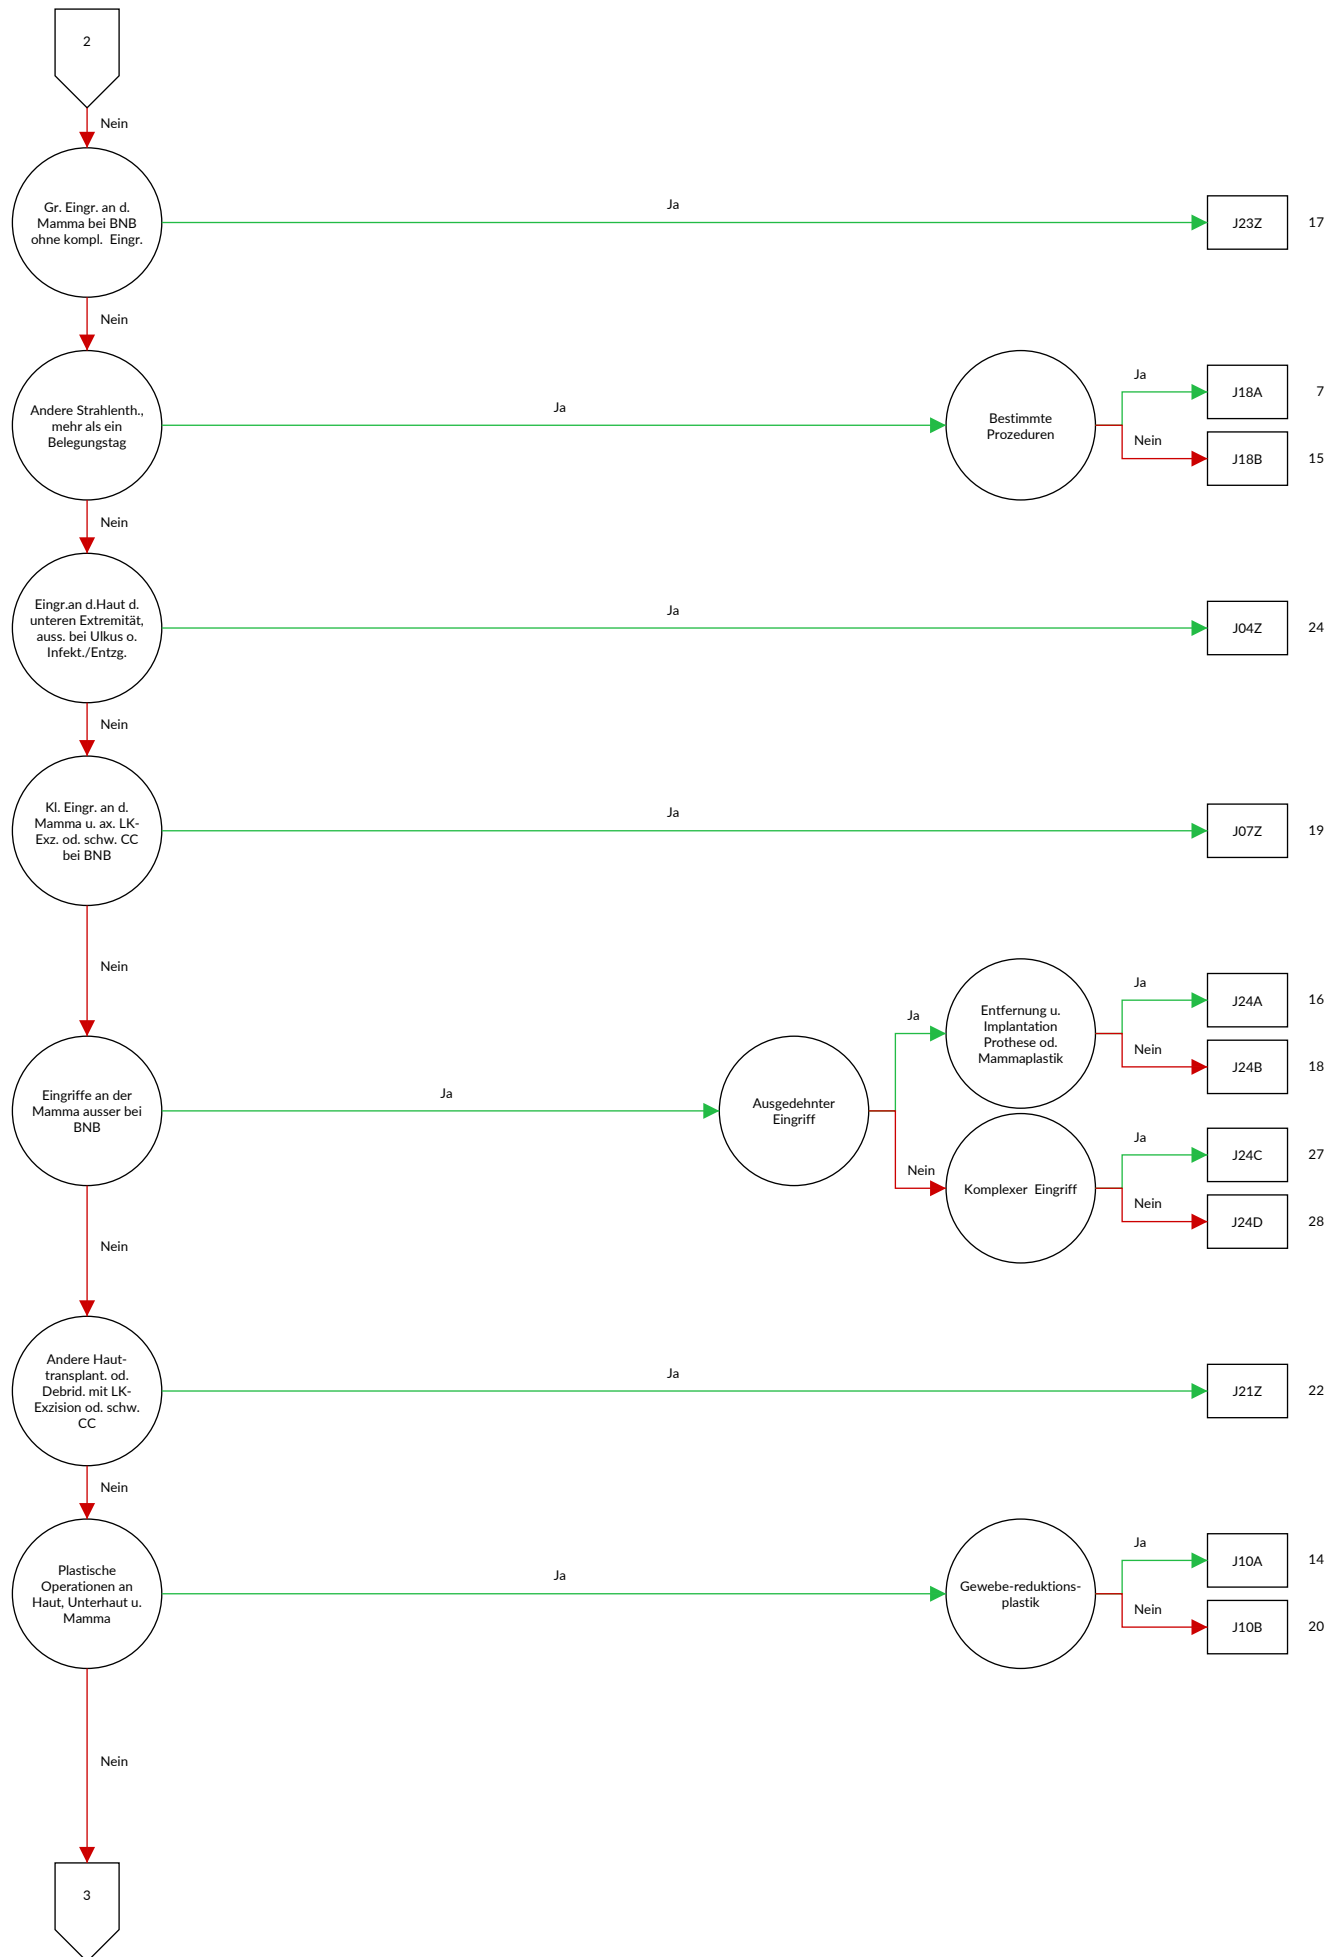 2
Nein
Gr. Eingr. an d.
Mamma bei BNB
ohne kompl. Eingr.
Ja
J23Z
17
Nein
Andere Strahlenth.,
mehr als ein
Belegungstag
Ja
Bestimmte
Prozeduren
Ja
J18A
7
Nein
J18B
15
Nein
Eingr.an d.Haut d.
unteren Extremität,
auss. bei Ulkus o.
Infekt./Entzg.
Ja
J04Z
24
Nein
Kl. Eingr. an d.
Mamma u. ax. LK-
Exz. od. schw. CC
bei BNB
Ja
J07Z
19
Nein
Eingriffe an der
Mamma ausser bei
BNB
Ja
Ausgedehnter
Eingriff
Ja
Entfernung u.
Implantation
Prothese od.
Mammaplastik
Ja
J24A
16
Nein
J24B
18
Nein
Komplexer Eingriff
Ja
J24C
27
Nein
J24D
28
Nein
Andere Haut-
transplant. od.
Debrid. mit LK-
Exzision od. schw.
CC
Ja
J21Z
22
Nein
Plastische
Operationen an
Haut, Unterhaut u.
Mamma
Ja
Gewebe-reduktions-
plastik
Ja
J10A
14
Nein
J10B
20
Nein
3